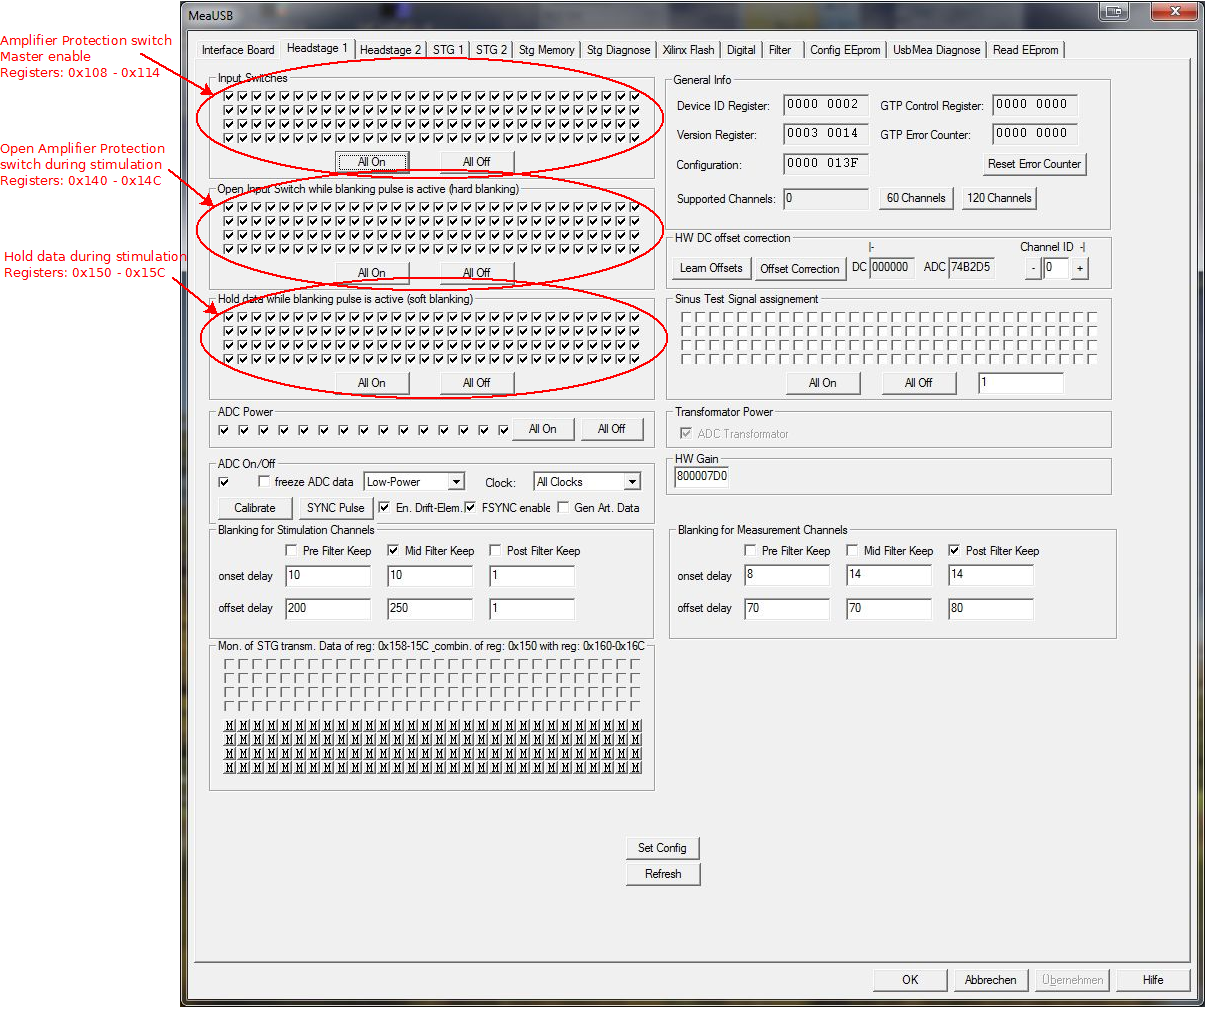 MeaUSB
Amplifier Protection switch
Master enable
Registers: 0x108 - 0x114
Open Amplifier Protection
switch during stimulation
Registers: 0x140 - 0x14C
Hold data during stimulation
Registers: 0x150 - 0x15C
Interface Board Headstage 1 Headstage 2 STG 1 STG 2 Stg Memory Stg Diagnose Xilinx Flash Digital Filter Config EEprom UsbMea Diagnose Read EEprom
Input Switches
All On All Off
Open Input Switch while blanking pulse is active (hard blanking)
All On All Off
Hold data while blanking pulse is active (soft blanking)
All On All Off
ADC Power
All On All Off
ADC On/Off
freeze ADC data Low-Power Clock: All Clocks
Calibrate SYNC Pulse En. Drift-Elem. FSYNC enable Gen Art. Data
Blanking for Stimulation Channels
Pre Filter Keep Mid Filter Keep Post Filter Keep
onset delay 10 10 1
offset delay 200 250 1
Mon. of STG transm. Data of reg: 0x158-15C _combin. of reg: 0x150 with reg: 0x160-0x16C
General Info
Device ID Register: 0000 0002 GTP Control Register: 0000 0000
Version Register: 0003 0014 GTP Error Counter: 0000 0000
Configuration: 0000 013F Reset Error Counter
Supported Channels: 0 60 Channels 120 Channels
HW DC offset correction |- Channel ID -|
Learn Offsets Offset Correction DC 000000 ADC 74B2D5 - 0 +
Sinus Test Signal assignement
All On All Off 1
Transformator Power
ADC Transformator
HW Gain
800007D0
Blanking for Measurement Channels
Pre Filter Keep Mid Filter Keep Post Filter Keep
onset delay 8 14 14
offset delay 70 70 80
Set Config
Refresh
OK Abbrechen Übernehmen Hilfe